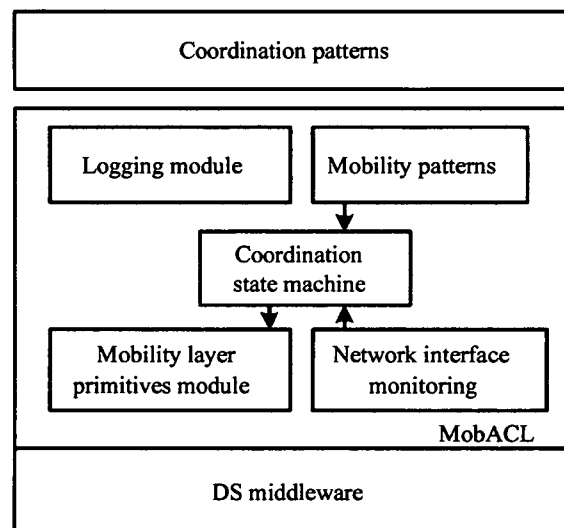 Coordination patterns
Logging module
Mobility patterns
Coordination
state machine
Mobility layer
primitives module
Network interface
monitoring
MobACL
DS middleware